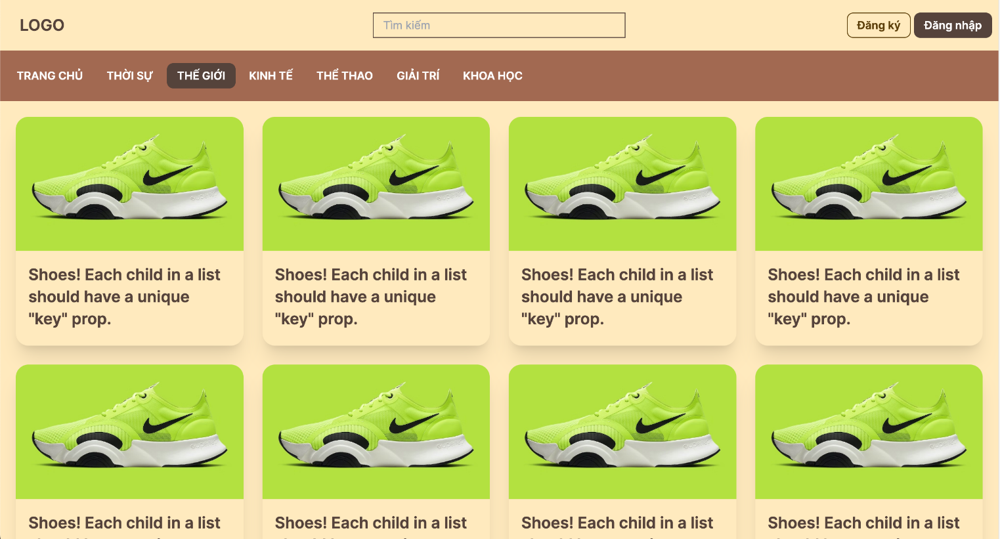 LOGO
Tìm kiếm
Đăng ký
Đăng nhập
TRANG CHỦ
THỜI SỰ
THẾ GIỚI
KINH TẾ
THỂ THAO
GIẢI TRÍ
KHOA HỌC
Shoes! Each child in a list
should have a unique
"key" prop.
Shoes! Each child in a list
should have a unique
"key" prop.
Shoes! Each child in a list
should have a unique
"key" prop.
Shoes! Each child in a list
should have a unique
"key" prop.
Shoes! Each child in a list
Shoes! Each child in a list
Shoes! Each child in a list
Shoes! Each child in a list